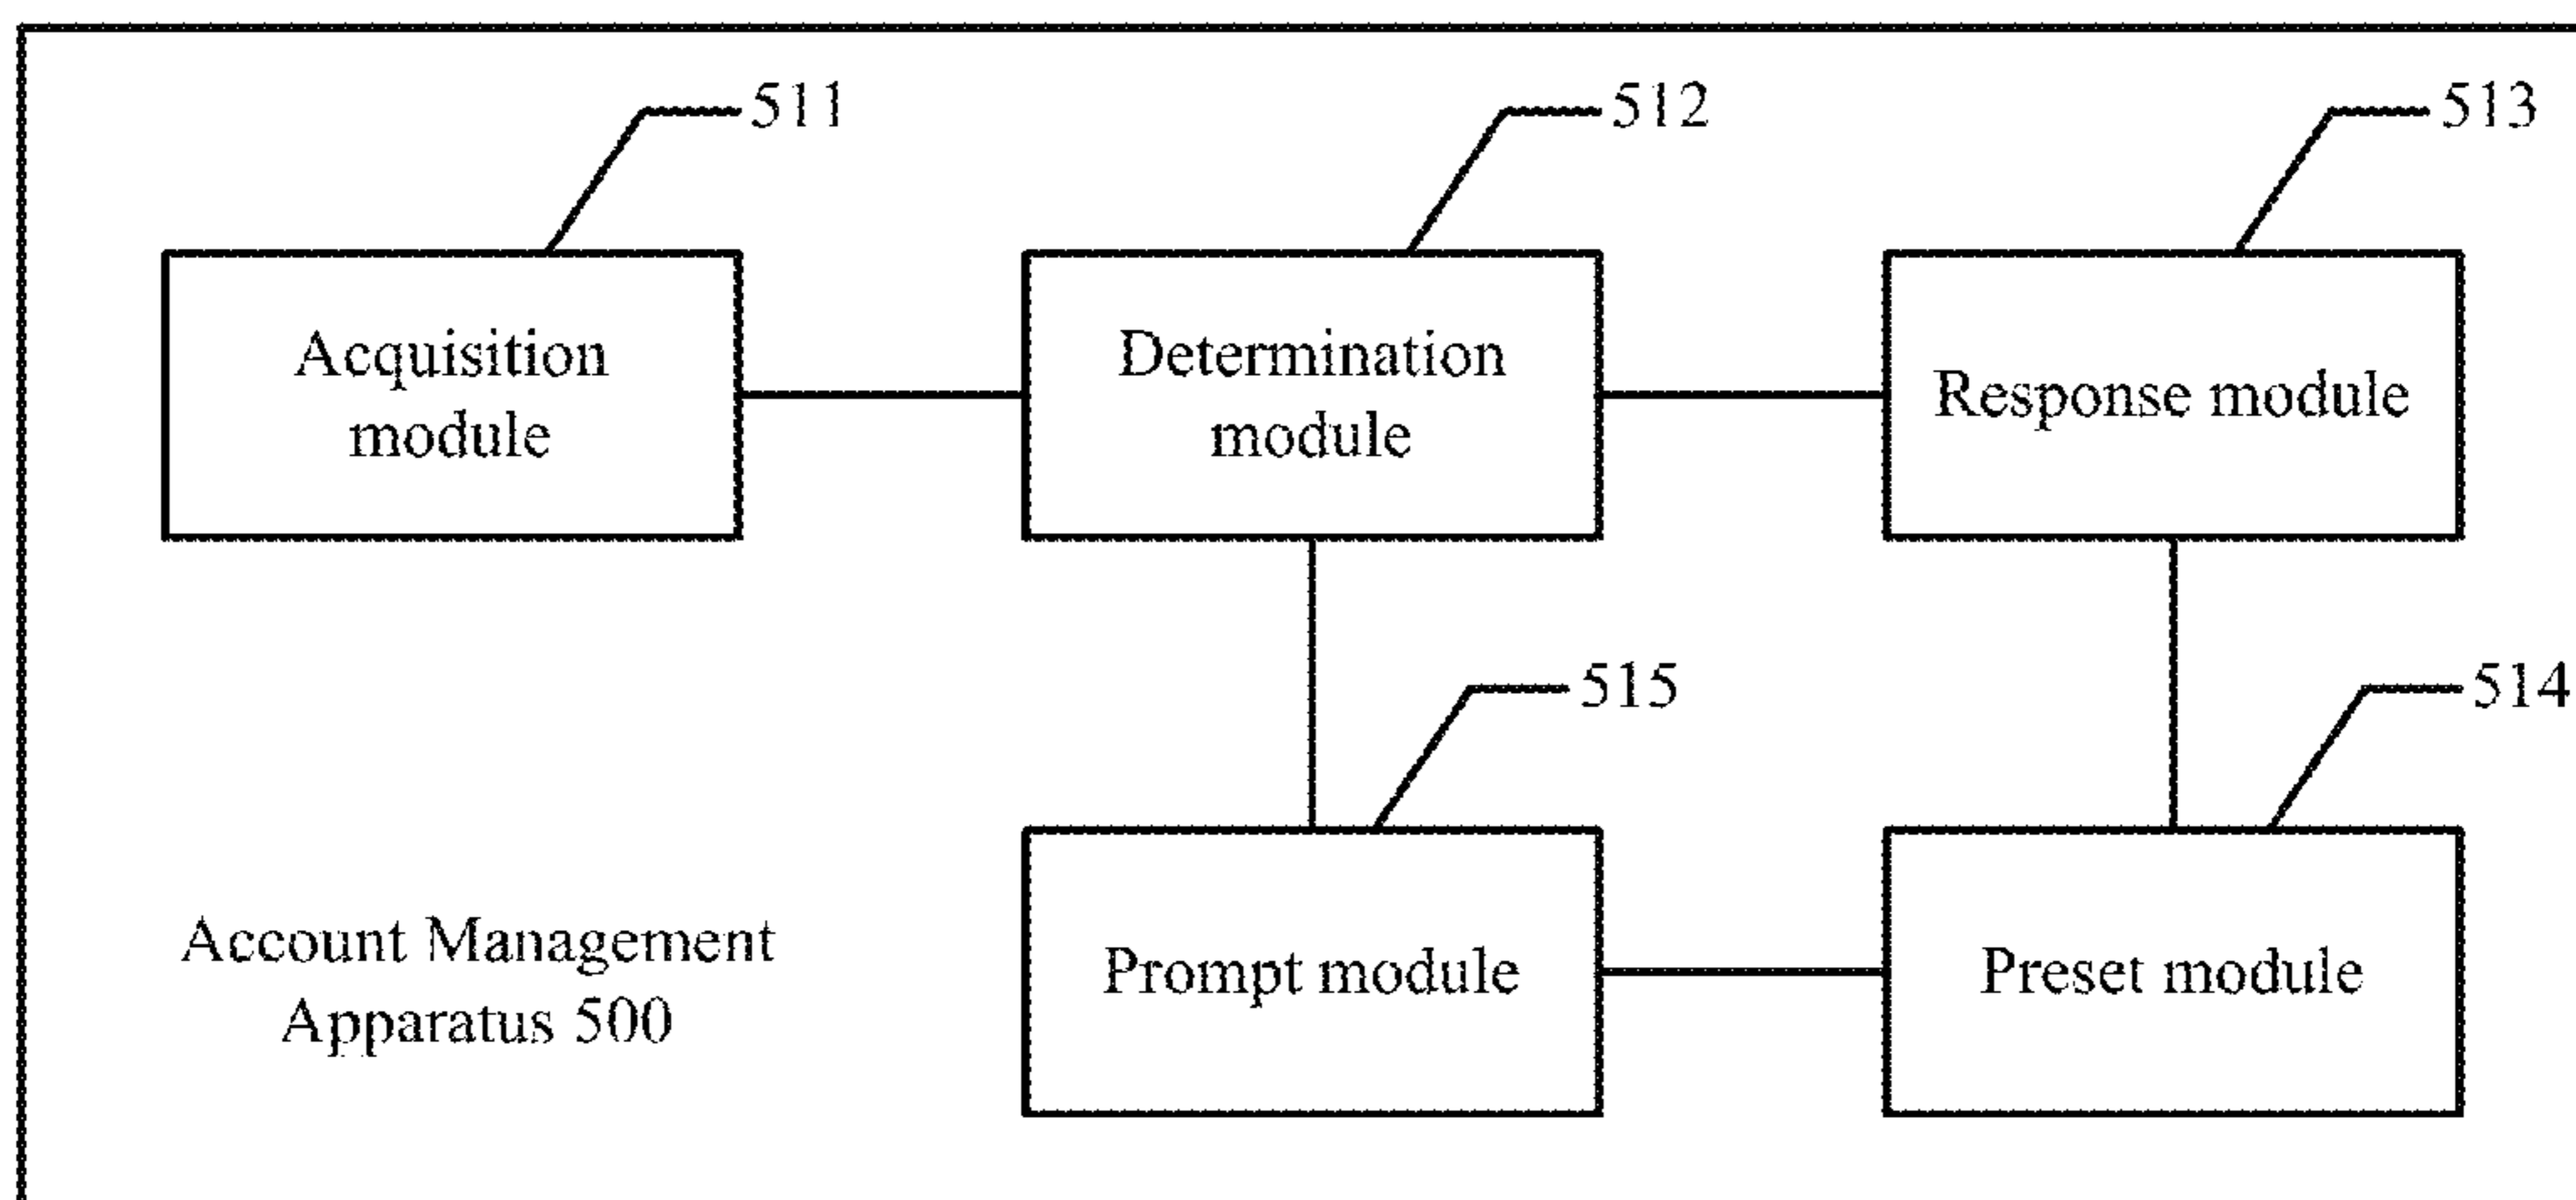 511
512
513
Acquisition
module
Determination
module
Response module
515
514
Account Management
Apparatus 500
Prompt module
Preset module